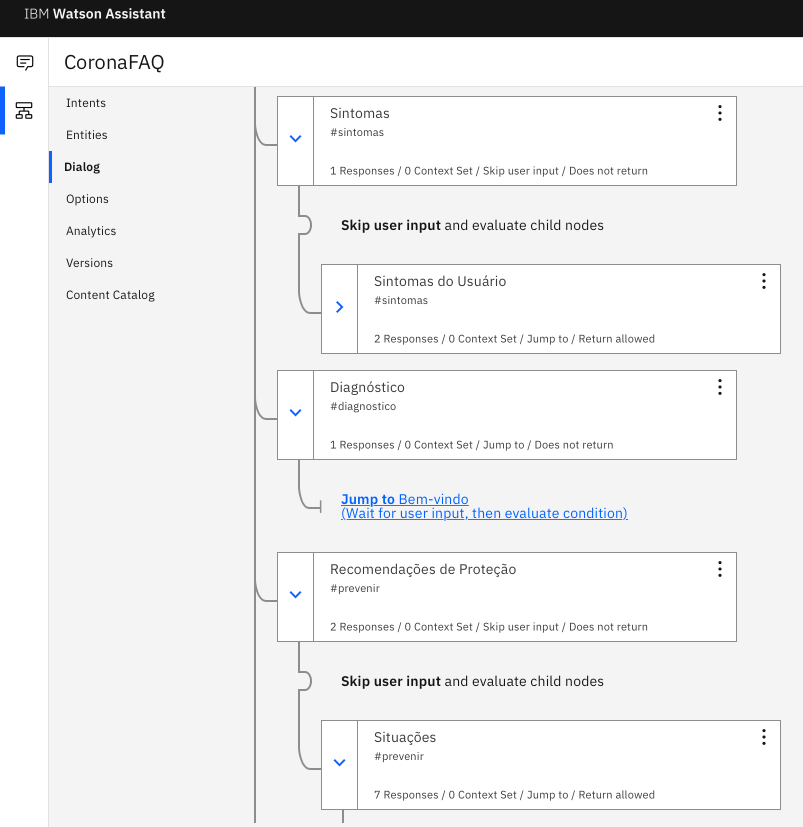 IBM Watson Assistant
CoronaFAQ
Intents
Entities
Dialog
Options
Analytics
Versions
Content Catalog
Sintomas
#sintomas
1 Responses / 0 Context Set / Skip user input / Does not return
Skip user input and evaluate child nodes
Sintomas do Usuário
#sintomas
2 Responses / 0 Context Set / Jump to / Return allowed
Diagnóstico
#diagnostico
1 Responses / 0 Context Set / Jump to / Does not return
Jump to Bem-vindo
(Wait for user input, then evaluate condition)
Recomendações de Proteção
#prevenir
2 Responses / 0 Context Set / Skip user input / Does not return
Skip user input and evaluate child nodes
Situações
#prevenir
7 Responses / 0 Context Set / Jump to / Return allowed